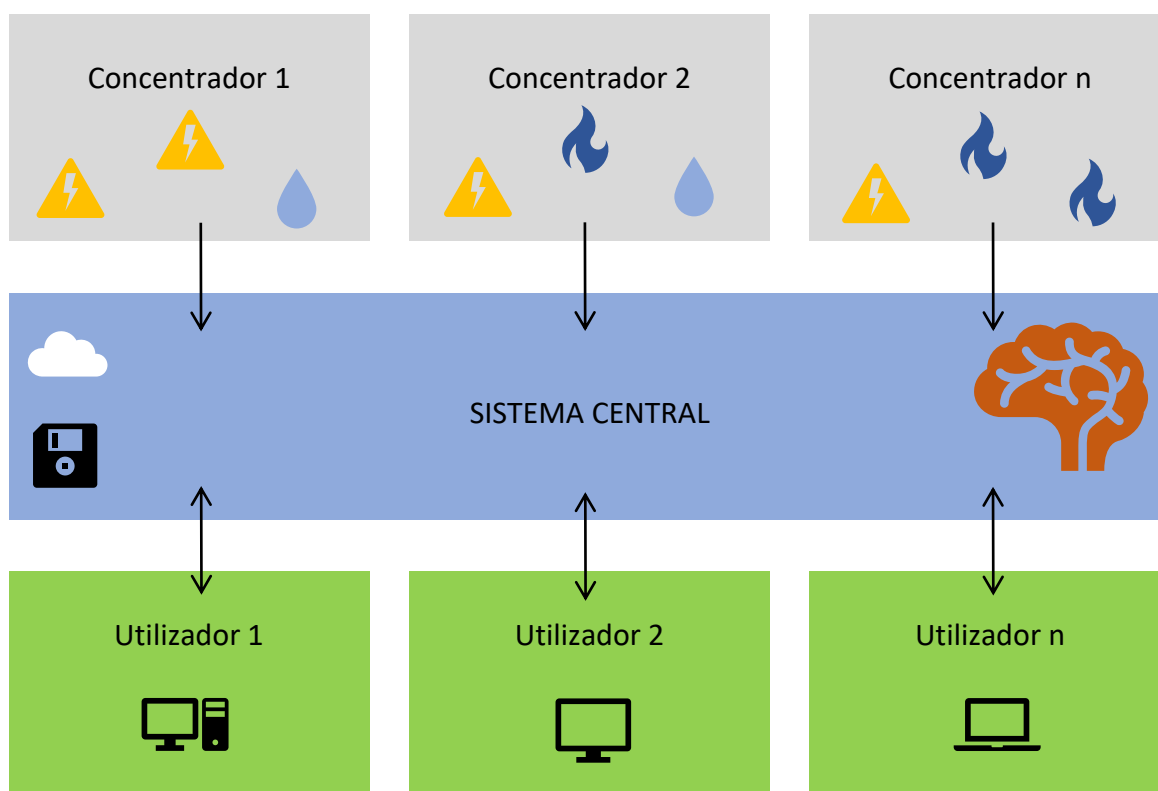 Concentrador 1
Concentrador 2
Concentrador n
SISTEMA CENTRAL
Utilizador 1
Utilizador 2
Utilizador n